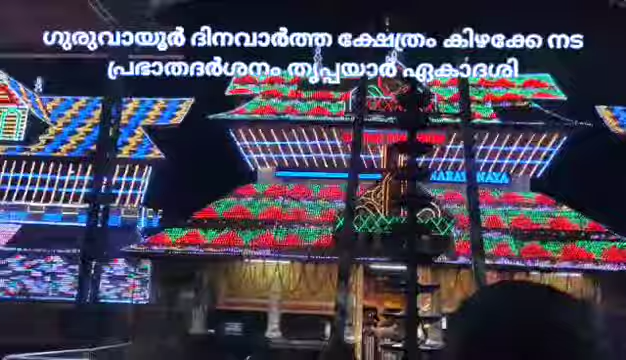 ഗുരുവായൂർ ദിനവാർത്ത ക്ഷേത്രം കിഴക്കേ നട
പ്രഭാതദർശനം തൃപ്പയാർ ഏകാദശി